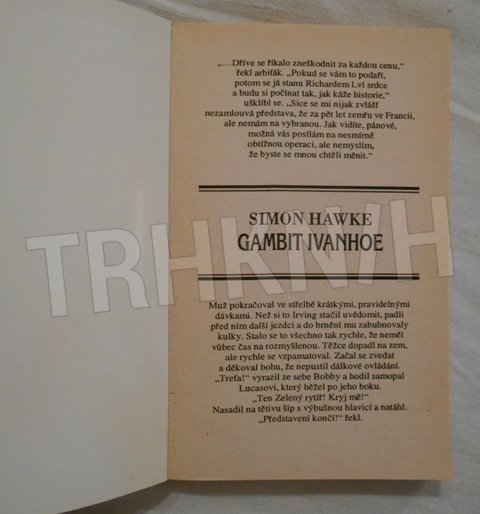 „…Dříve se říkalo zneškodnit za každou cenu,“
řekl arbiťák. „Pokud se vám to podaří,
potom se já stanu Richardem Lví srdce
a budu si počínat tak, jak káže historie,“
ušklíbl se. „Sice se mi nijak zvlášť
nezamlouvá představa, že za pět let zemřu ve Francii,
ale nemám na vybranou. Jak vidíte, pánové,
možná vás posílám na nesmírně
obtížnou operaci, ale nemyslím,
že byste se mnou chtěli měnit.“
SIMON HAWKE
GAMBIT IVANHOE
TRHKNIH
Muž pokračoval ve střelbě krátkými, pravidelnými
dávkami. Než si to Irving stačil uvědomit, padli
před ním další jezdci a do brnění mu zabubnovaly
kulky. Stalo se to všechno tak rychle, že neměl
vůbec čas na rozmyšlenou. Těžce dopadl na zem,
ale rychle se vzpamatoval. Začal se zvedat
a děkoval bohu, že nepustil dálkové ovládání.
„Trefa!“ vyrazil ze sebe Bobby a hodil samopal
Lucasovi, který běžel po jeho boku.
„Ten Zelený rytíř! Kryj mě!“
Nasadil na tětivu šíp s výbušnou hlavicí a natáhl.
„Představení končí!“ řekl.